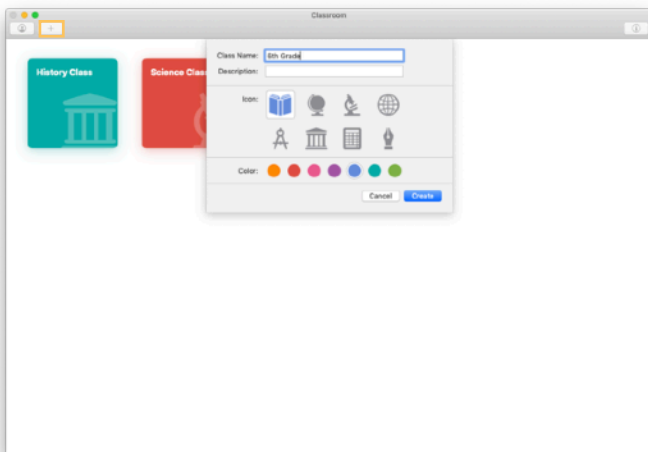 Classroom
History Class
Science Class
Class Name: 6th Grade
Description:
Icon:
Color:
Cancel Create